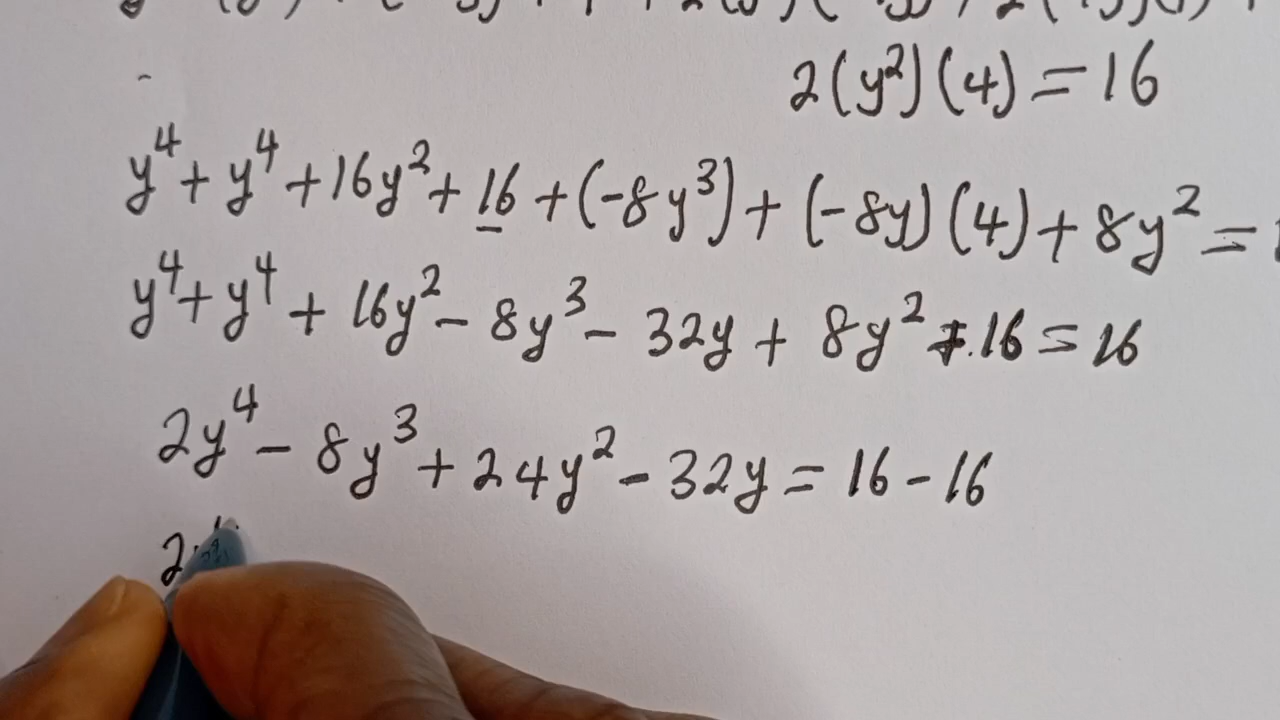 2(y²)(4) = 16
y⁴ + y⁴ + 16y² + 16 + (-8y³) + (-8y)(4) + 8y² =
y⁴ + y⁴ + 16y² - 8y³ - 32y + 8y² + 16 = 16
2y⁴ - 8y³ + 24y² - 32y = 16 - 16
2